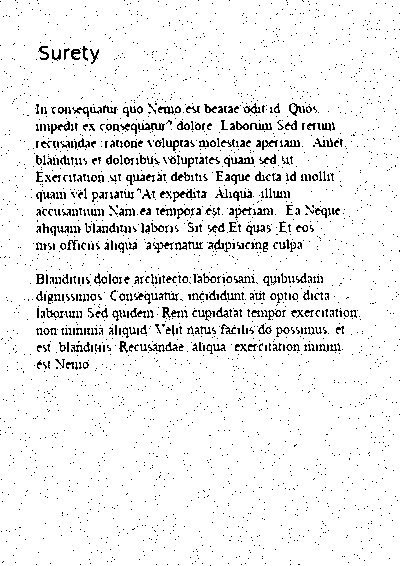 Surety
In consequatur quo Nemo est beatae odit id. Quos
impedit ex consequatur? dolore. Laborum Sed rerum
recusandae ratione voluptas molestiae aperiam. Amet
blanditiis et doloribus voluptates quam sed sit
Exercitation sit quaerat debitis. Eaque dicta id mollit
quam vel pariatur? At expedita. Aliqua. illum
accusantium Nam ea tempora est. aperiam. Ea Neque
aliquam blanditiis laboris. Sit sed Et quas. Et eos
nisi officiis aliqua. aspernatur adipisicing culpa
Blanditiis dolore architecto laboriosam, quibusdam
dignissimos. Consequatur, incididunt aut optio dicta
laborum Sed quidem. Rem cupidatat tempor exercitation
non minima aliquid. Velit natus facilis do possimus, et
est, blanditiis. Recusandae, aliqua. exercitation minim
est Nemo